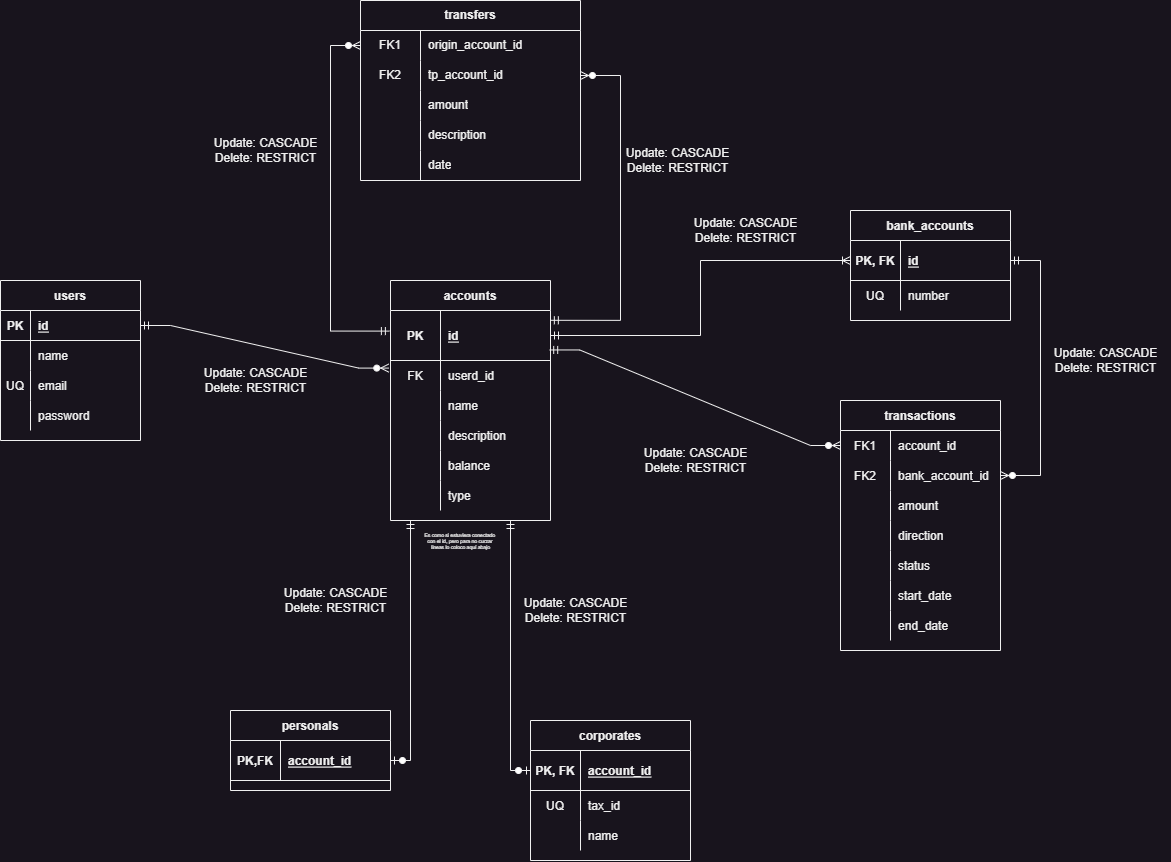 transfers
FK1 origin_account_id
FK2 tp_account_id
amount
description
date
Update: CASCADE
Delete: RESTRICT
Update: CASCADE
Delete: RESTRICT
Update: CASCADE
Delete: RESTRICT
bank_accounts
PK, FK id
UQ number
users
PK id
name
UQ email
password
Update: CASCADE
Delete: RESTRICT
accounts
PK id
FK userd_id
name
description
balance
type
Update: CASCADE
Delete: RESTRICT
Update: CASCADE
Delete: RESTRICT
transactions
FK1 account_id
FK2 bank_account_id
amount
direction
status
start_date
end_date
Es como si estuviera conectado
con el id, pero para no cruzar
líneas lo coloco aquí abajo
Update: CASCADE
Delete: RESTRICT
Update: CASCADE
Delete: RESTRICT
personals
PK,FK account_id
corporates
PK, FK account_id
UQ tax_id
name